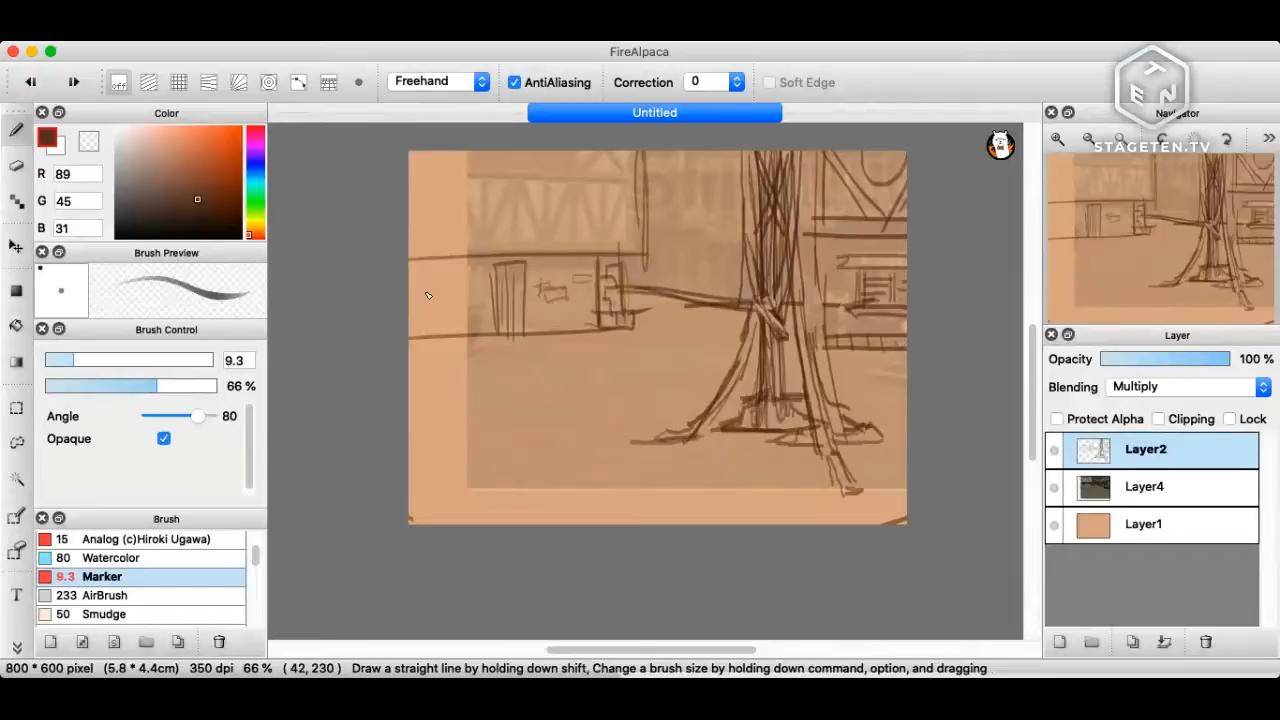 FireAlpaca
off
Freehand
AntiAliasing
Correction
0
Soft Edge
TEN
STAGETEN.TV
Color
Untitled
Navigator
R 89
G 45
B 31
Brush Preview
Brush Control
9.3
66 %
Angle
80
Opaque
Brush
15 Analog (c)Hiroki Ugawa)
80 Watercolor
9.3 Marker
233 AirBrush
50 Smudge
T
Layer
Opacity
100 %
Blending
Multiply
Protect Alpha
Clipping
Lock
Layer2
Layer4
Layer1
800 * 600 pixel (5.8 * 4.4cm) 350 dpi 66 % ( 42, 230 ) Draw a straight line by holding down shift, Change a brush size by holding down command, option, and dragging